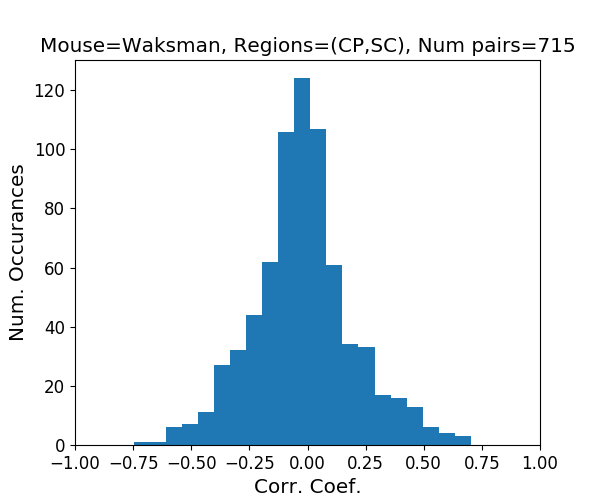 Mouse=Waksman, Regions=(CP,SC), Num pairs=715
120
100
80
60
40
20
0
Num. Occurances
−1.00 −0.75 −0.50 −0.25 0.00 0.25 0.50 0.75 1.00
Corr. Coef.